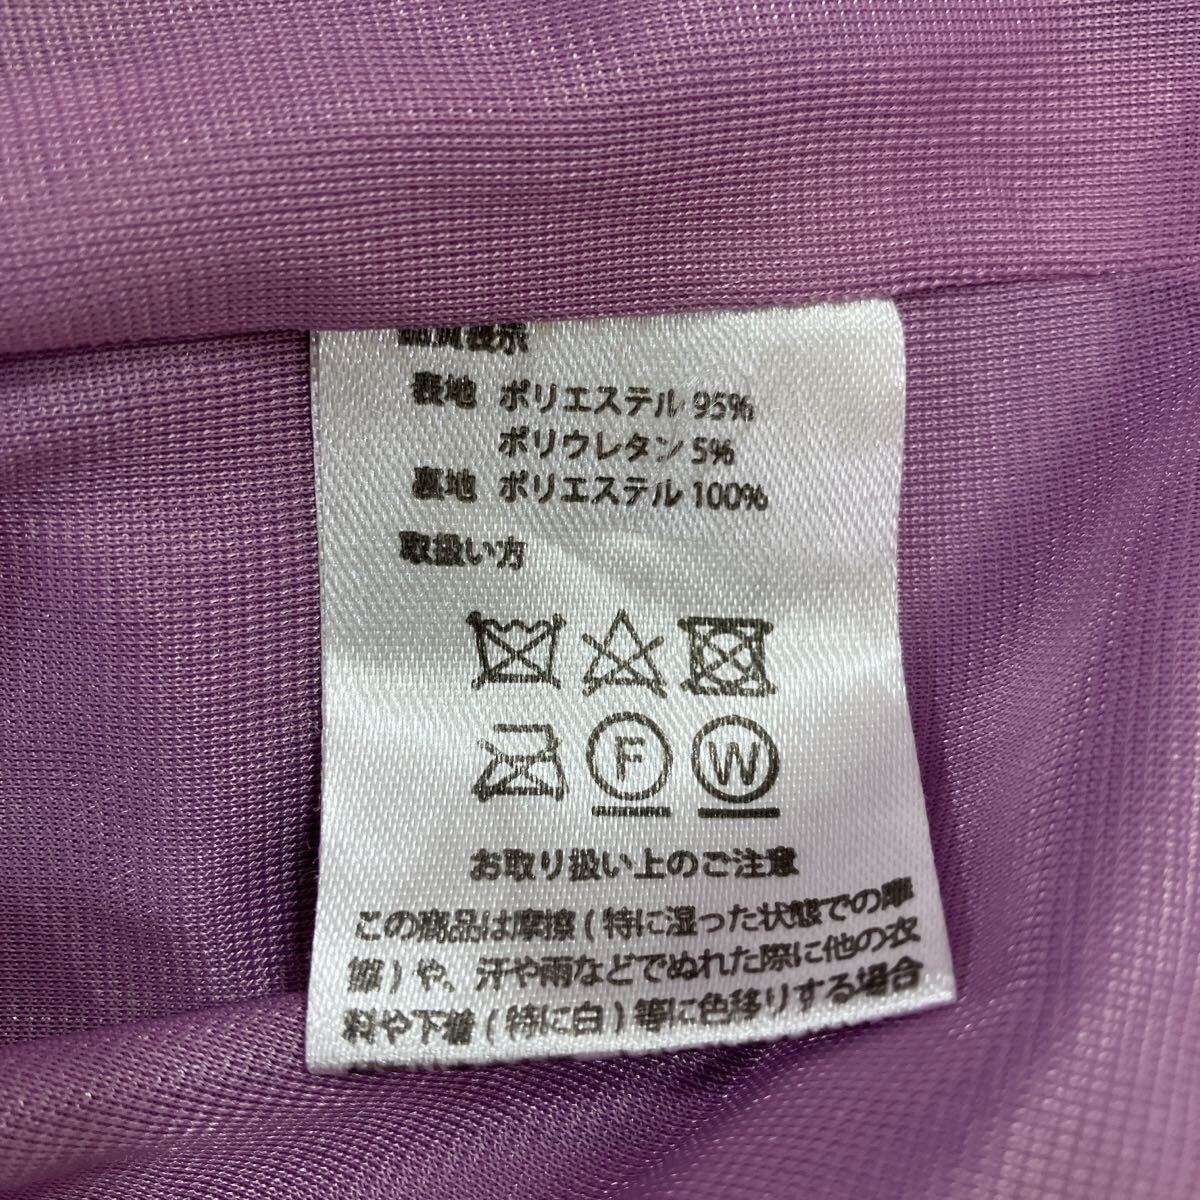 品質表示
表地 ポリエステル 95%
ポリウレタン 5%
裏地 ポリエステル 100%
取扱い方
F W
お取り扱い上のご注意
この商品は摩擦 ( 特に湿った状態での摩
擦 ) や、汗や雨などでぬれた際に他の衣
料や下着 ( 特に白 ) 等に色移りする場合